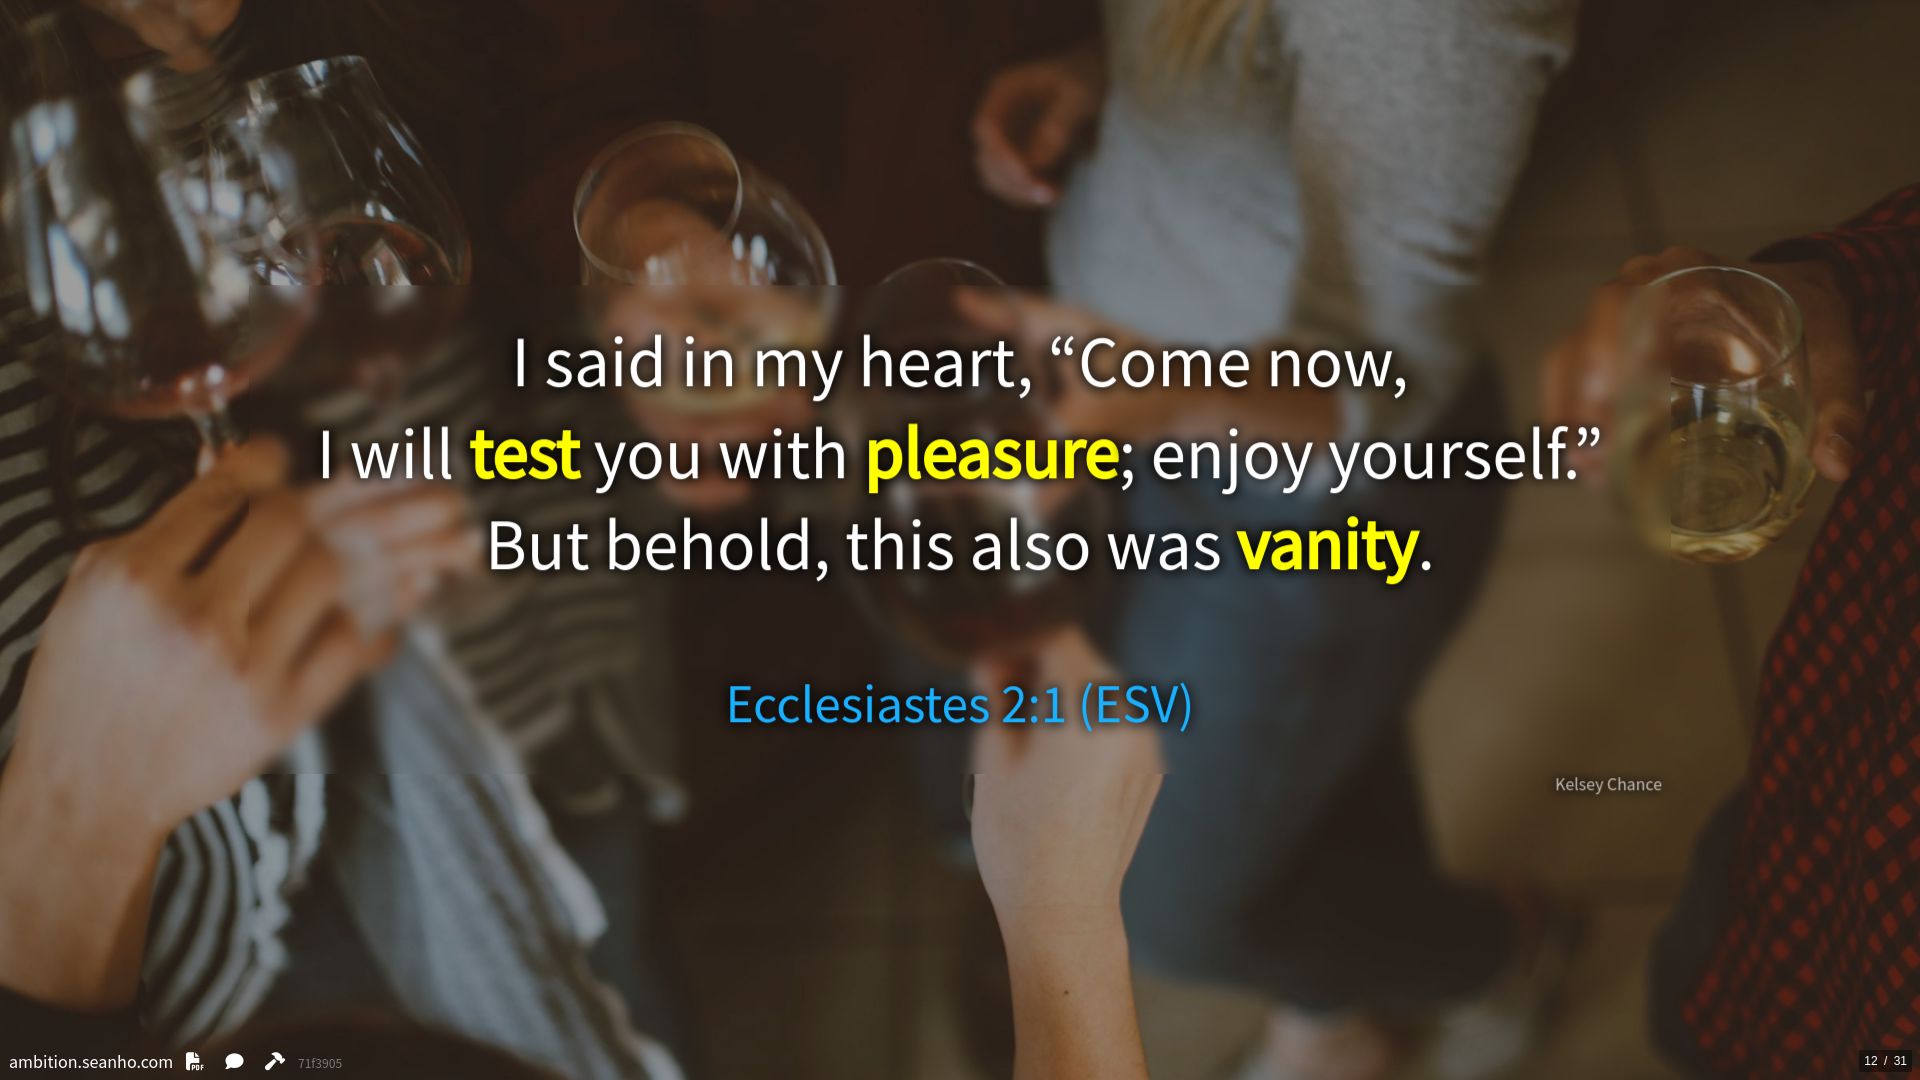 I said in my heart, “Come now,
I will test you with pleasure; enjoy yourself.”
But behold, this also was vanity.
Ecclesiastes 2:1 (ESV)
Kelsey Chance
ambition.seanho.com PDF 71f3905
12 / 31